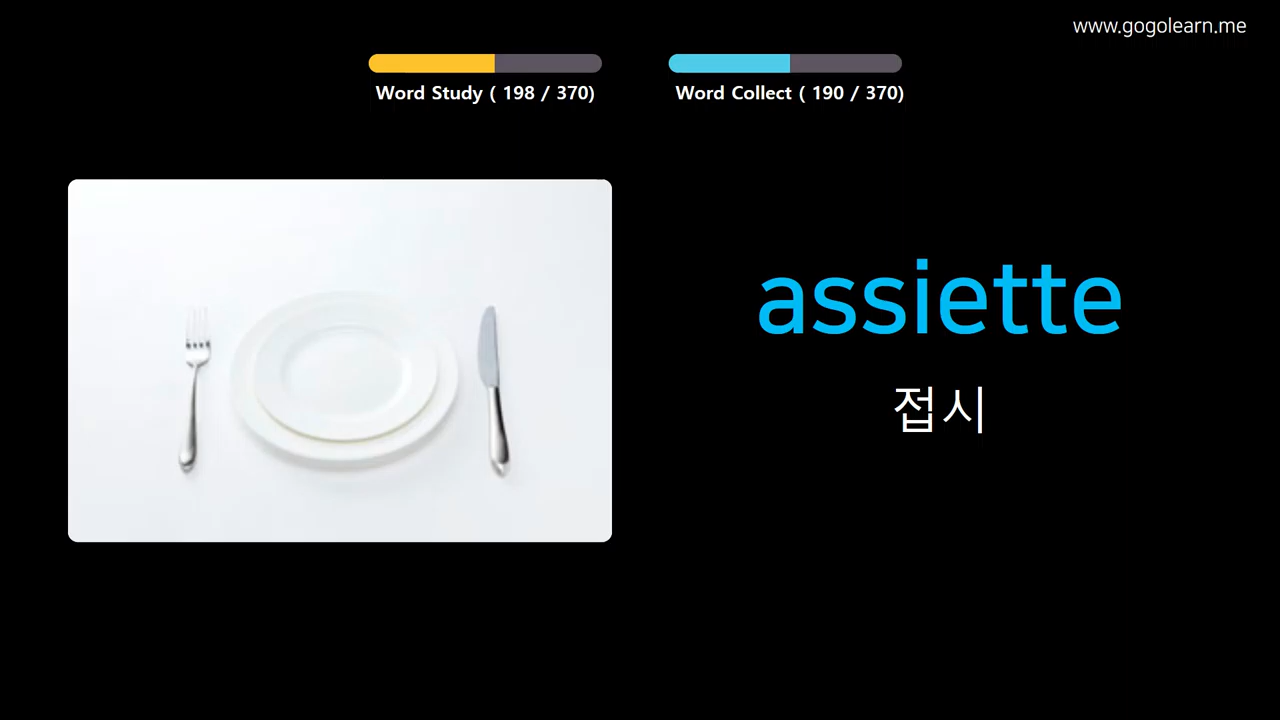 www.gogolearn.me
Word Study ( 198 / 370)
Word Collect ( 190 / 370)
assiette
접시